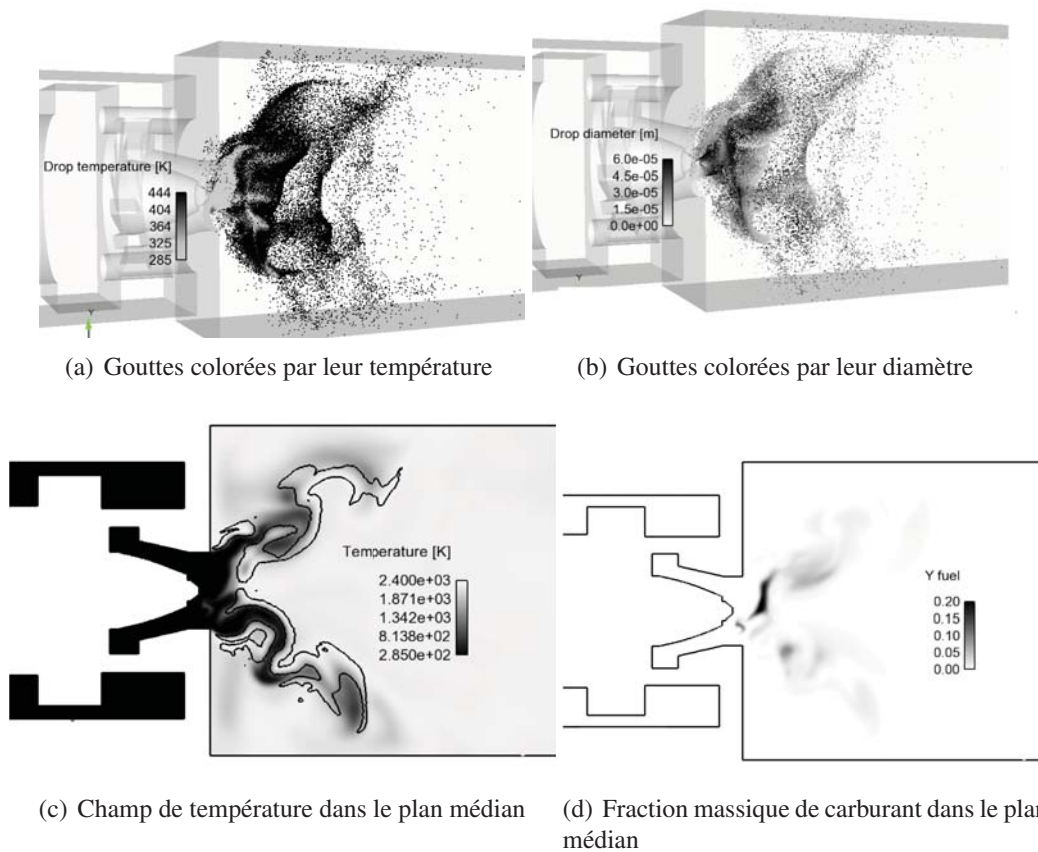 Drop temperature [K]
444
404
364
325
285
Y
Drop diameter [m]
6.0e-05
4.5e-05
3.0e-05
1.5e-05
0.0e+00
Y
(a) Gouttes colorées par leur température
(b) Gouttes colorées par leur diamètre
Temperature [K]
2.400e+03
1.871e+03
1.342e+03
8.138e+02
2.850e+02
Y fuel
0.20
0.15
0.10
0.05
0.00
(c) Champ de température dans le plan médian
(d) Fraction massique de carburant dans le plan
médian